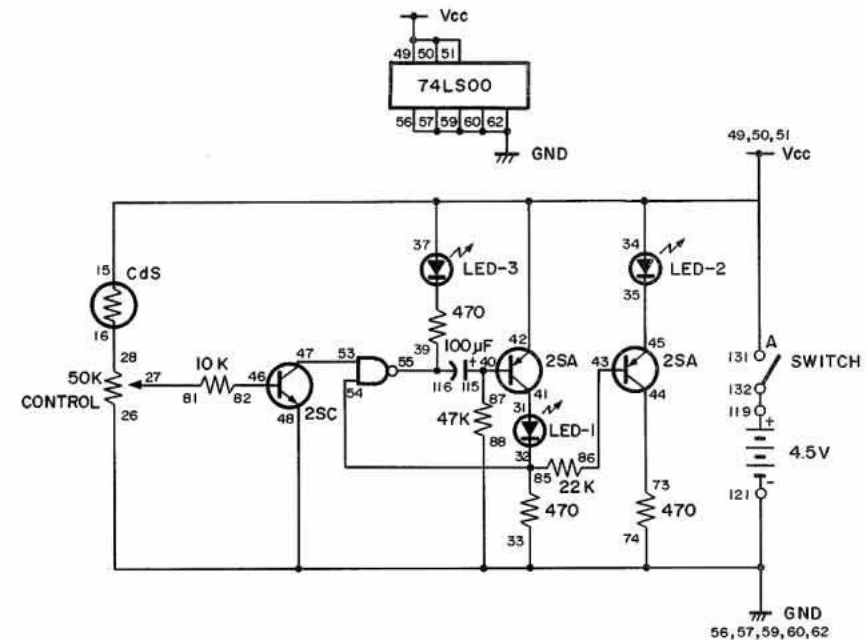 Vcc
49 50 51
74LS00
56 57 59 60 62
GND
49,50,51
Vcc
15 CdS
16
37 LED-3
34 LED-2
35
470
39
100μF
+
42
2SA
45
2SA
28
50K
CONTROL
27
26
10K
81 82
46 47
48 2SC
53
54
55
116 115
40
41
87
47K
88
31
LED-1
32
85 86
22K
43
44
470
33
73
470
74
131 A
SWITCH
132
119
+
4.5V
-
121
GND
56,57,59,60,62